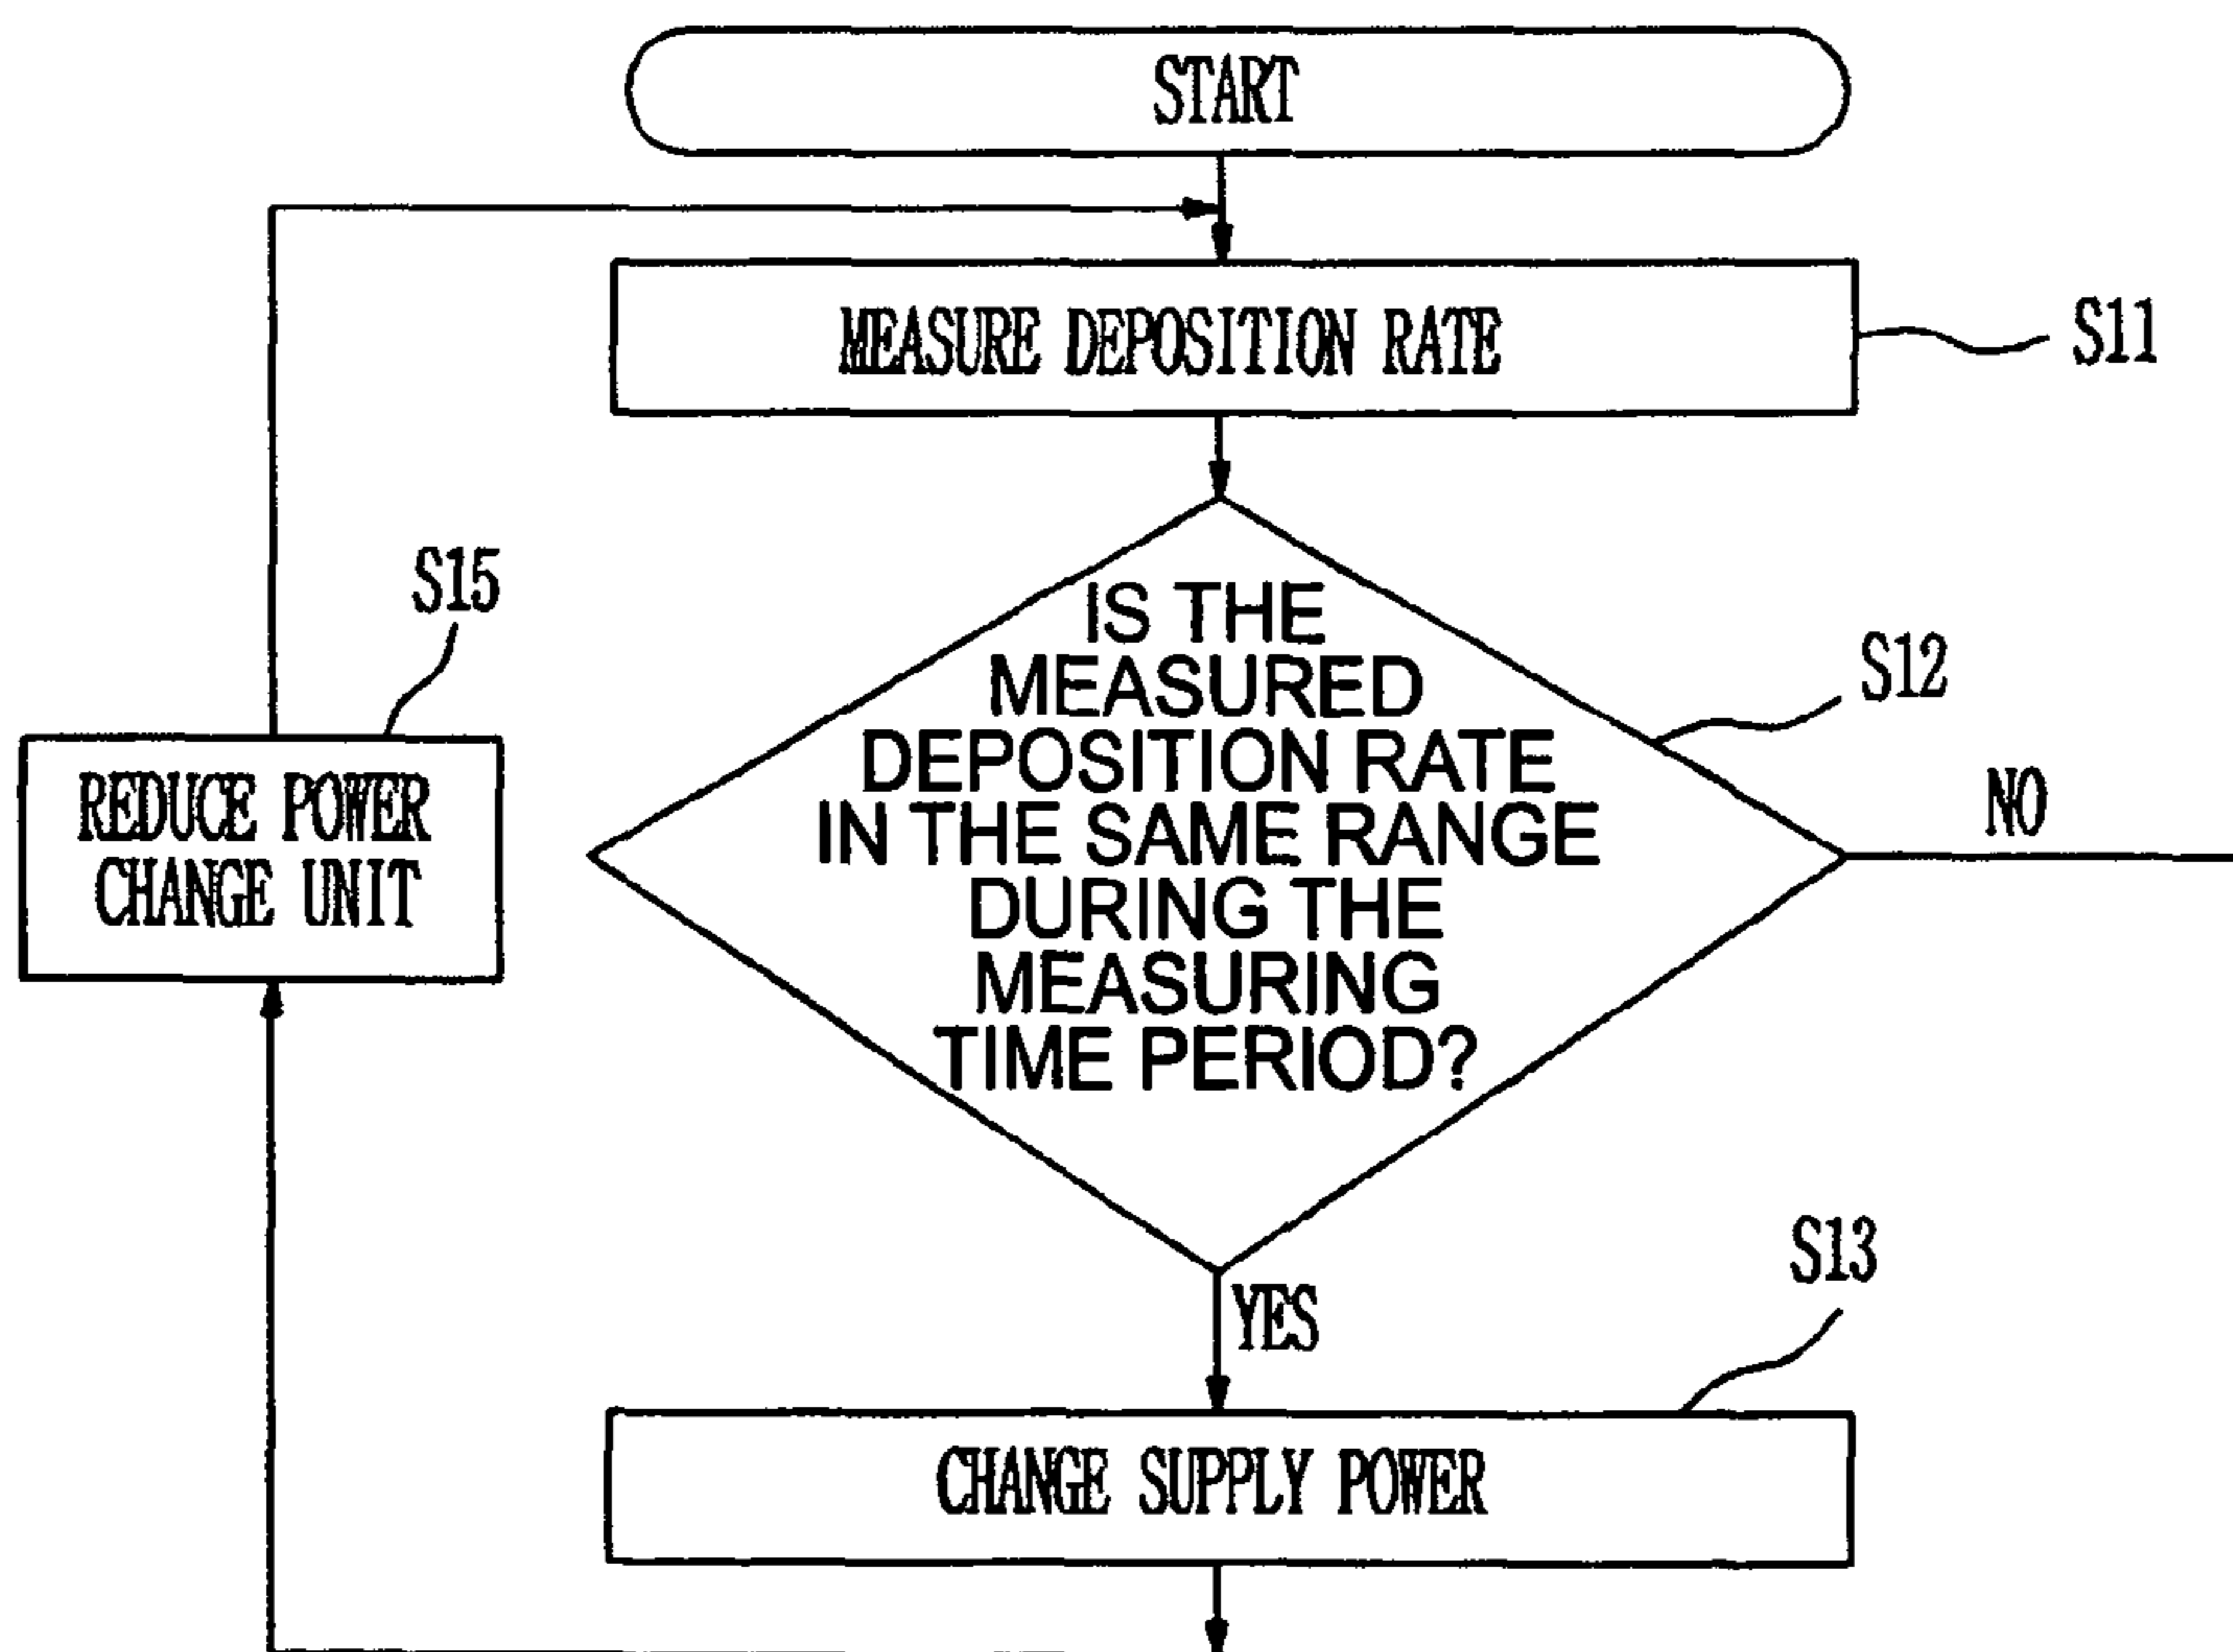 START
MEASURE DEPOSITION RATE
S11
IS THE
MEASURED
DEPOSITION RATE
IN THE SAME RANGE
DURING THE
MEASURING
TIME PERIOD?
S12
NO
S15
REDUCE POWER
CHANGE UNIT
YES
S13
CHANGE SUPPLY POWER